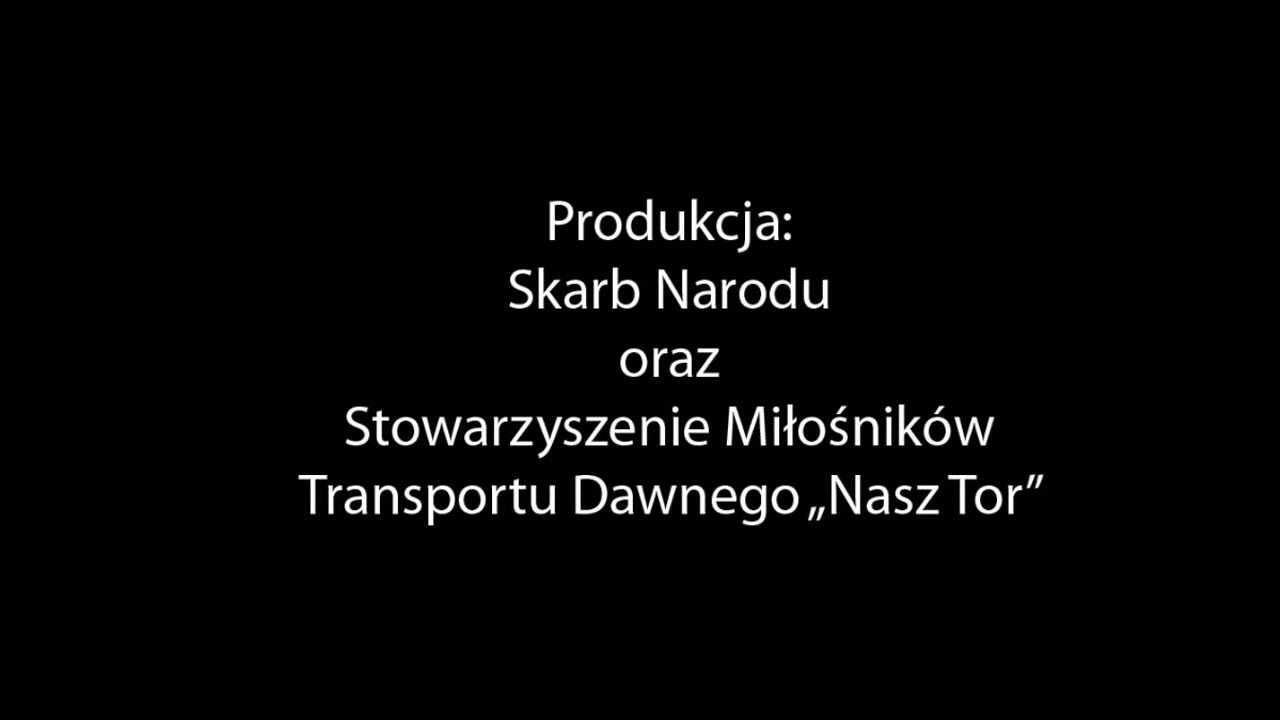 Produkcja:
Skarb Narodu
oraz
Stowarzyszenie Miłośników
Transportu Dawnego „Nasz Tor”